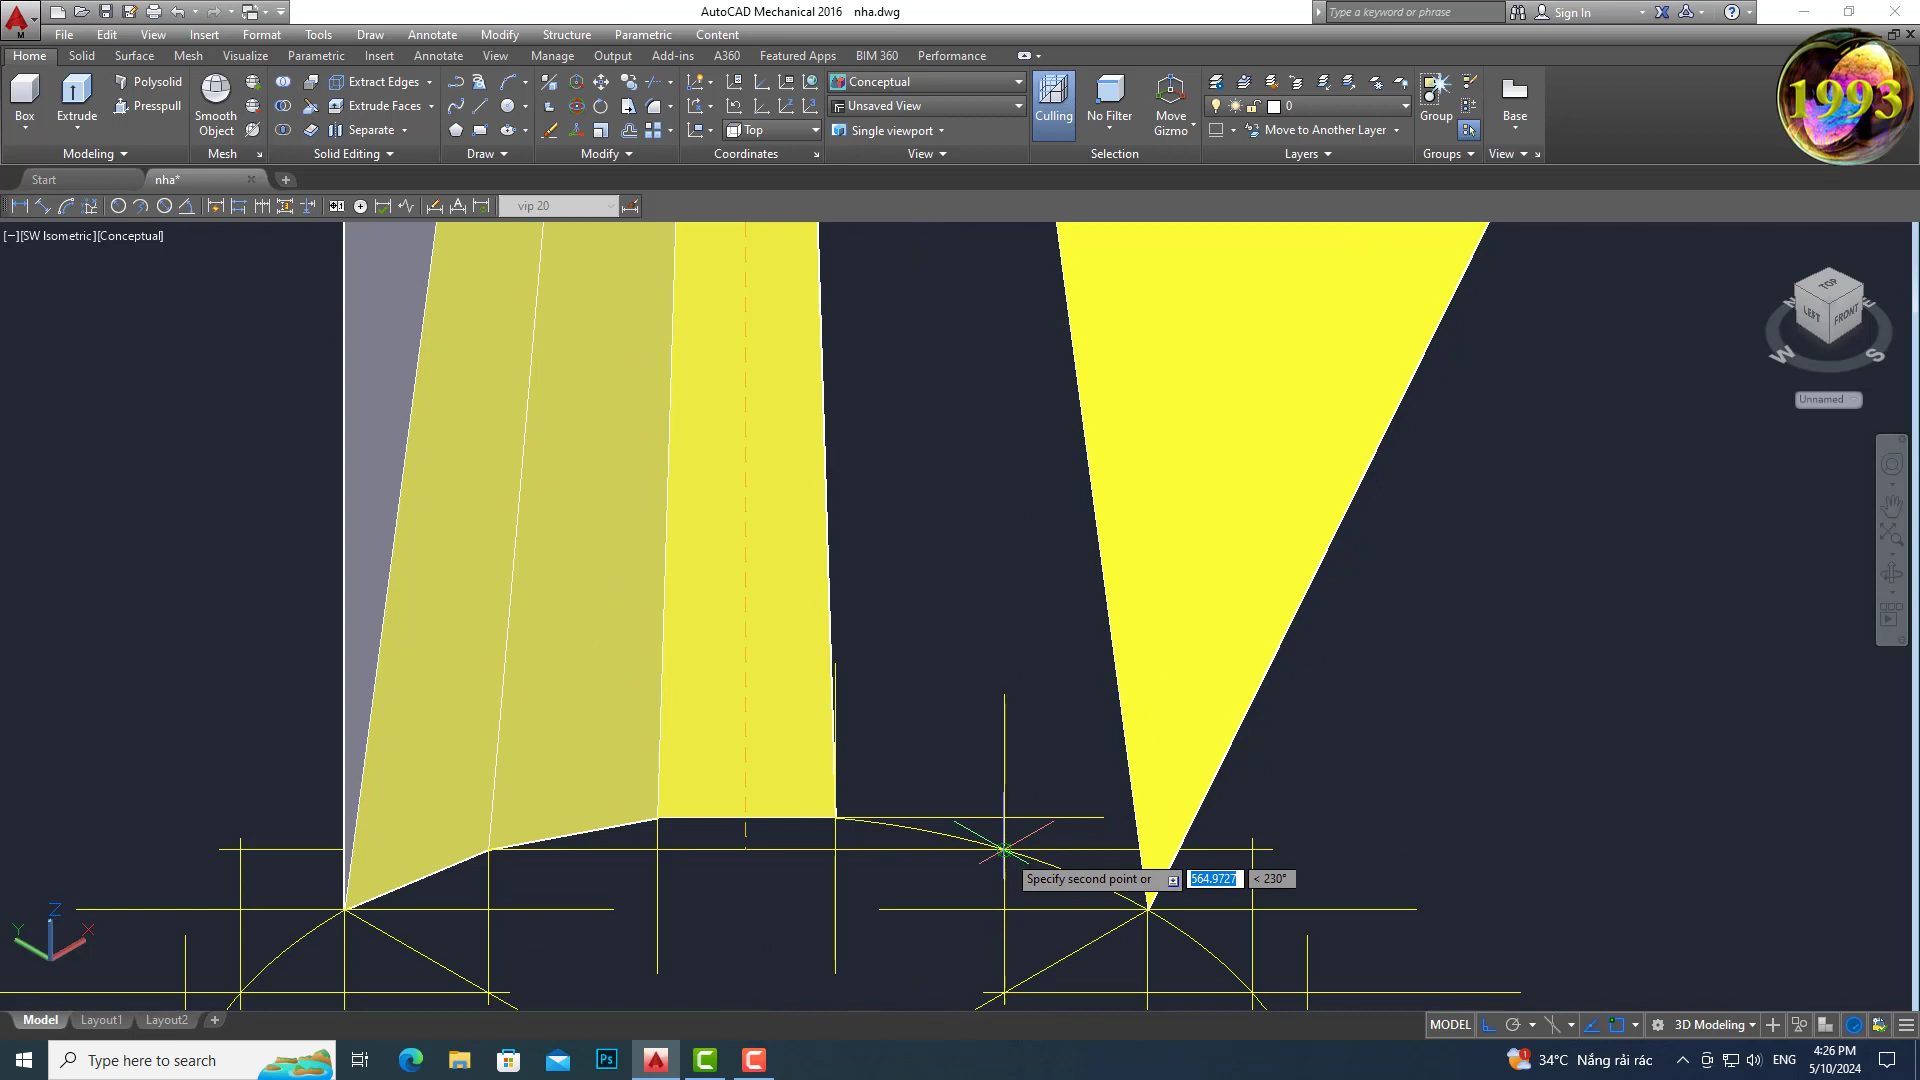 AutoCAD Mechanical 2016 nha.dwg
Type a keyword or phrase
Sign In
M
File Edit View Insert Format Tools Draw Annotate Modify Structure Parametric Content
Home Solid Surface Mesh Visualize Parametric Insert Annotate View Manage Output Add-ins A360 Featured Apps BIM 360 Performance
Box
Extrude
Polysolid
Presspull
Modeling
Smooth
Object
Mesh
Extract Edges
Extrude Faces
Separate
Solid Editing
Draw
Modify
Top
Coordinates
Conceptual
Unsaved View
Single viewport
View
Culling
No Filter
Move
Gizmo
Selection
0
Move to Another Layer
Layers
Group
Groups
Base
View
1993
Start
nha*
vip 20
[−][SW Isometric][Conceptual]
TOP
LEFT
FRONT
W
S
Unnamed
Specify second point or
564.9727
< 230°
Z
Y
X
Model Layout1 Layout2
MODEL
3D Modeling
Type here to search
Ps
1
34°C Nắng rải rác
ENG
4:26 PM
5/10/2024